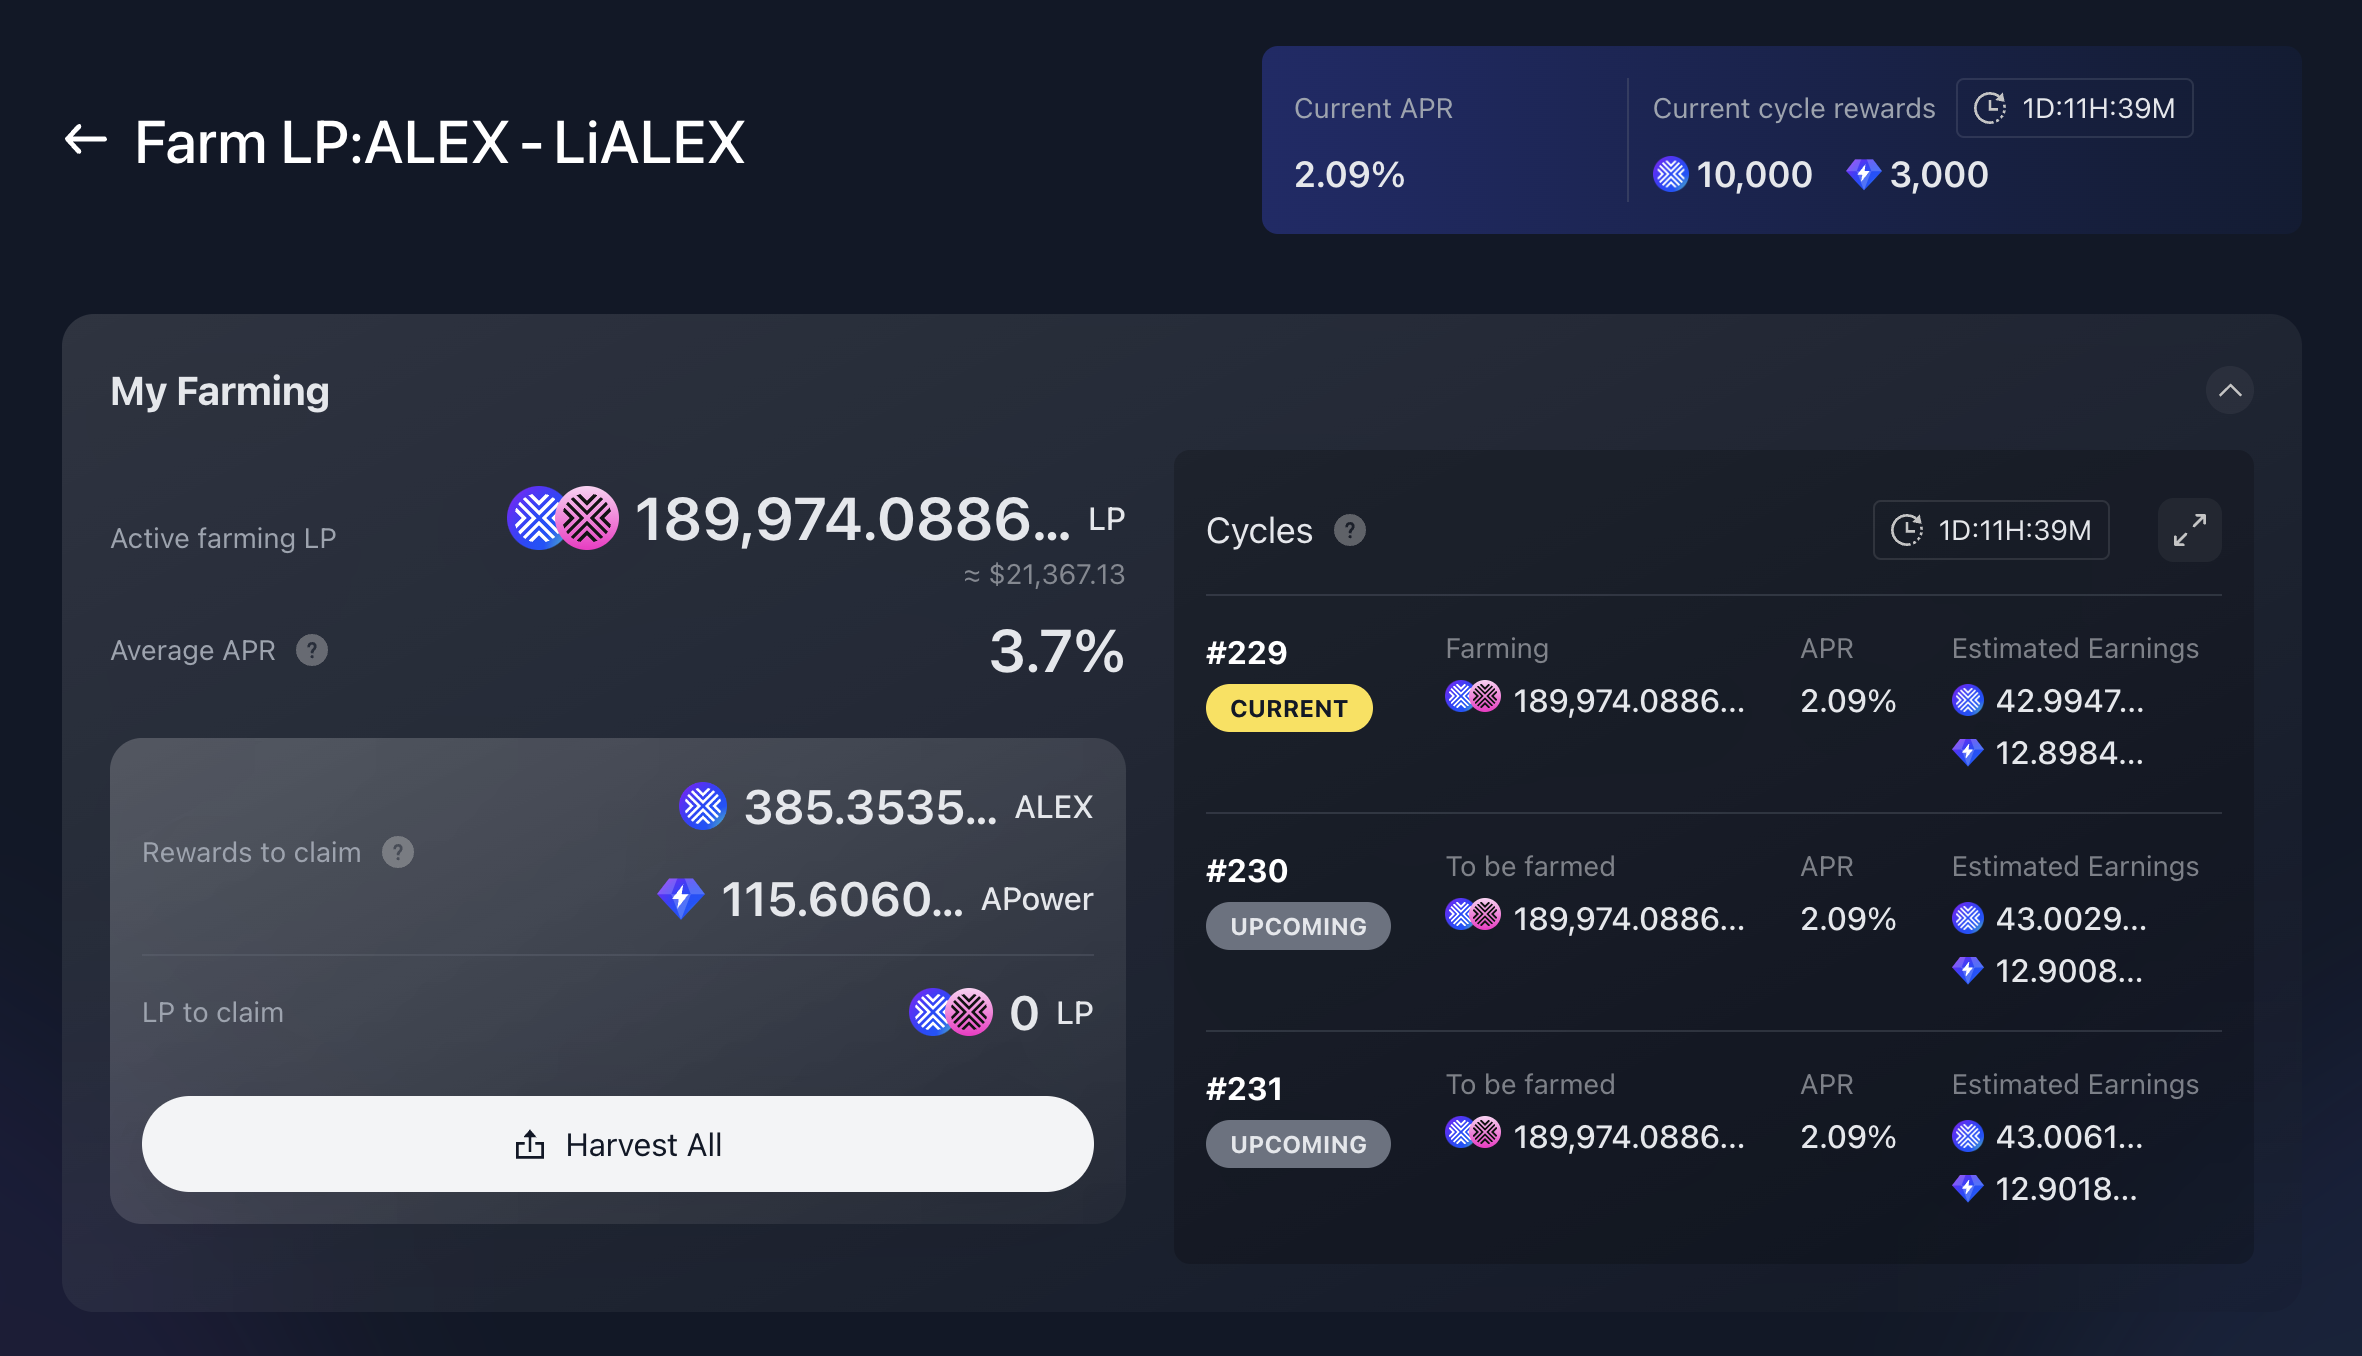 Farm LP:ALEX - LiALEX
Current APR
2.09%
Current cycle rewards
1D:11H:39M
10,000 3,000
My Farming
Active farming LP
189,974.0886... LP
≈ $21,367.13
Average APR ?
3.7%
Rewards to claim ?
385.3535... ALEX
115.6060... APower
LP to claim
0 LP
Harvest All
Cycles ?
1D:11H:39M
#229
CURRENT
Farming
189,974.0886...
APR
2.09%
Estimated Earnings
42.9947...
12.8984...
#230
UPCOMING
To be farmed
189,974.0886...
APR
2.09%
Estimated Earnings
43.0029...
12.9008...
#231
UPCOMING
To be farmed
189,974.0886...
APR
2.09%
Estimated Earnings
43.0061...
12.9018...